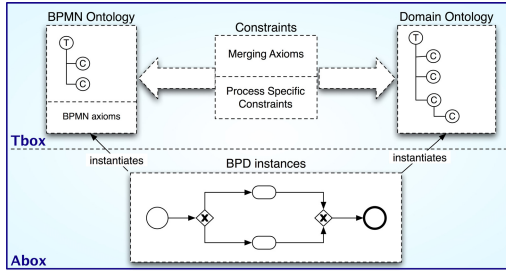 BPMN Ontology
Constraints
Domain Ontology
T
C
C
BPMN axioms
Merging Axioms
Process Specific
Constraints
T
C
C
C
C
Tbox
instantiates
instantiates
BPD instances
X
X
Abox